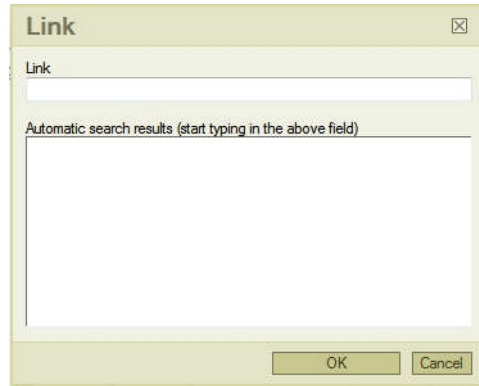 Link
Link
Automatic search results (start typing in the above field)
OK
Cancel